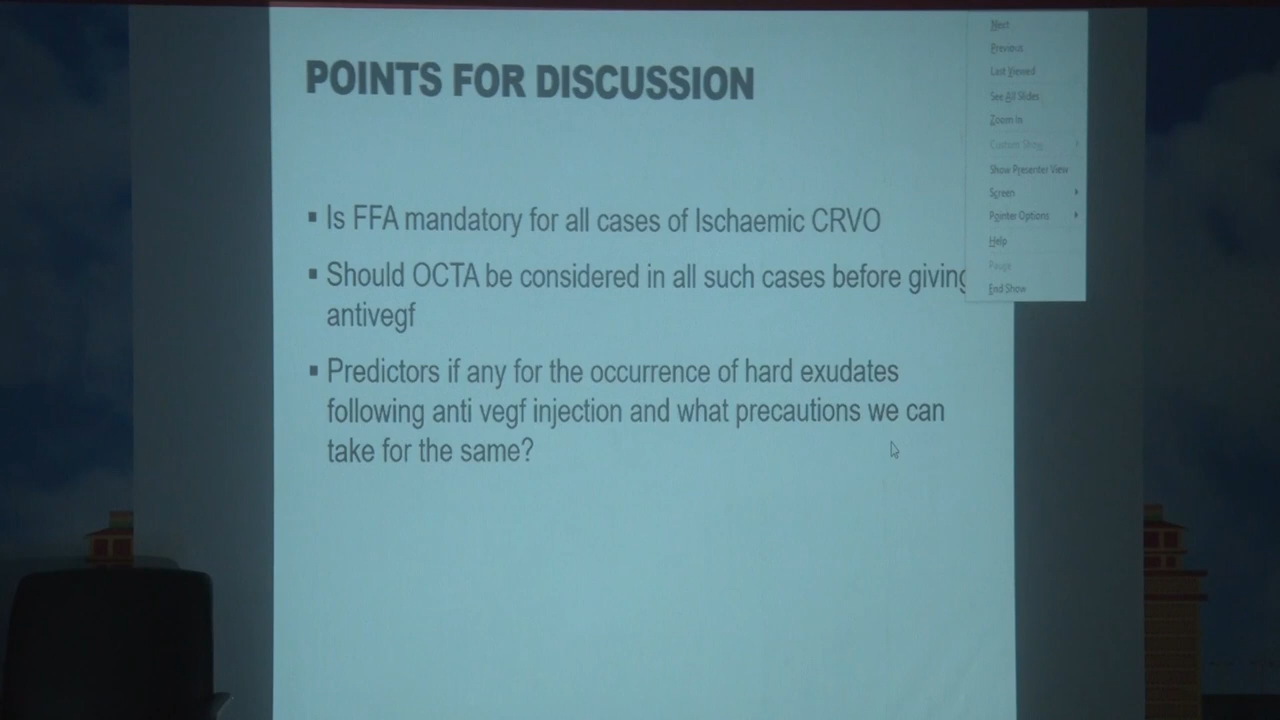 POINTS FOR DISCUSSION
▪ Is FFA mandatory for all cases of Ischaemic CRVO
▪ Should OCTA be considered in all such cases before giving
antivegf
▪ Predictors if any for the occurrence of hard exudates
following anti vegf injection and what precautions we can
take for the same?
Next
Previous
Last Viewed
See All Slides
Zoom In
Custom Show
Show Presenter View
Screen
Pointer Options
Help
Pause
End Show